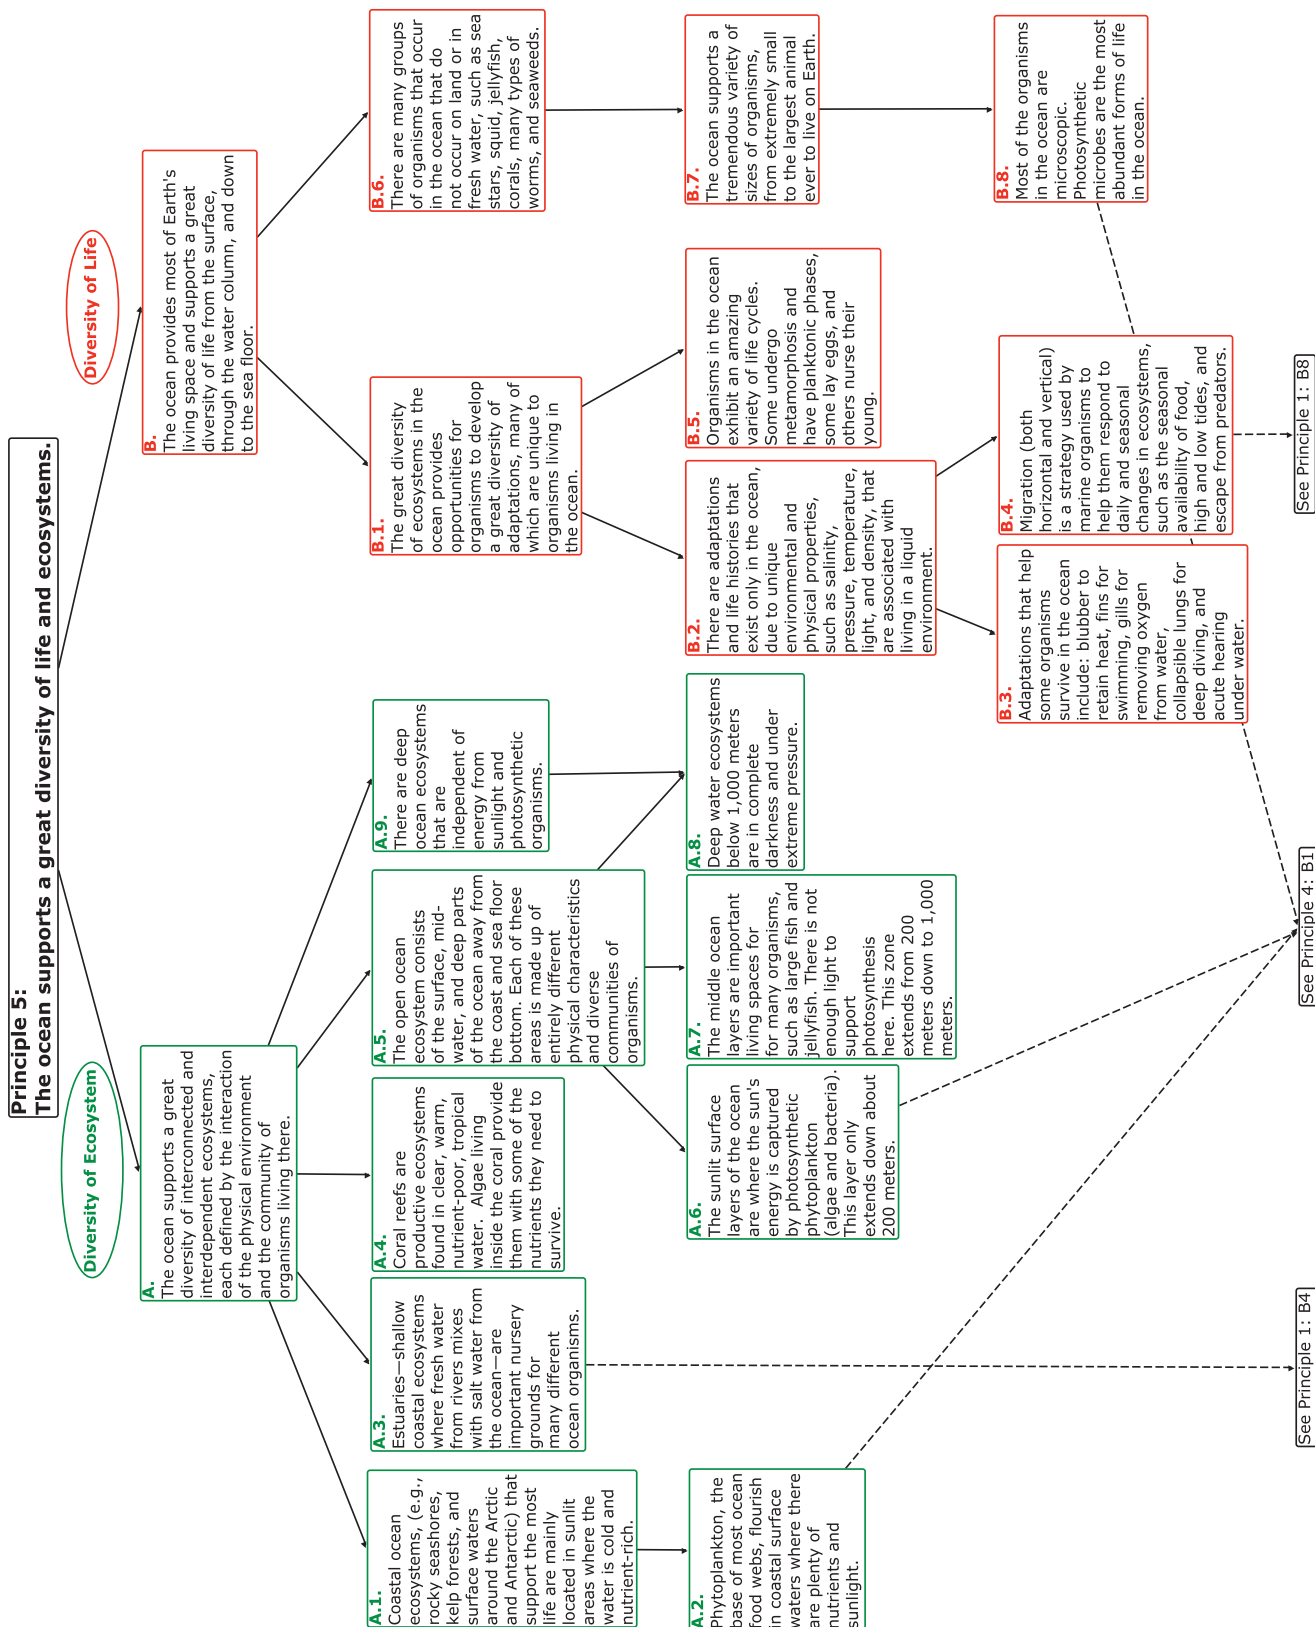 Principle 5:
The ocean supports a great diversity of life and ecosystems.
Diversity of Ecosystem
Diversity of Life
A.
The ocean supports a great
diversity of interconnected and
interdependent ecosystems,
each defined by the interaction
of the physical environment
and the community of
organisms living there.
B.
The ocean provides most of Earth's
living space and supports a great
diversity of life from the surface,
through the water column, and down
to the sea floor.
A.1.
Coastal ocean
ecosystems, (e.g.,
rocky seashores,
kelp forests, and
surface waters
around the Arctic
and Antarctic) that
support the most
life are mainly
located in sunlit
areas where the
water is cold and
nutrient-rich.
A.3.
Estuaries—shallow
coastal ecosystems
where fresh water
from rivers mixes
with salt water from
the ocean—are
important nursery
grounds for
many different
ocean organisms.
A.4.
Coral reefs are
productive ecosystems
found in clear, warm,
nutrient-poor, tropical
water. Algae living
inside the coral provide
them with some of the
nutrients they need to
survive.
A.5.
The open ocean
ecosystem consists
of the surface, mid-
water, and deep parts
of the ocean away from
the coast and sea floor
bottom. Each of these
areas is made up of
entirely different
physical characteristics
and diverse
communities of
organisms.
A.9.
There are deep
ocean ecosystems
that are
independent of
energy from
sunlight and
photosynthetic
organisms.
B.1.
The great diversity
of ecosystems in the
ocean provides
opportunities for
organisms to develop
a great diversity of
adaptations, many of
which are unique to
organisms living in
the ocean.
B.6.
There are many groups
of organisms that occur
in the ocean that do
not occur on land or in
fresh water, such as sea
stars, squid, jellyfish,
corals, many types of
worms, and seaweeds.
A.2.
Phytoplankton, the
base of most ocean
food webs, flourish
in coastal surface
waters where there
are plenty of
nutrients and
sunlight.
A.6.
The sunlit surface
layers of the ocean
are where the sun's
energy is captured
by photosynthetic
phytoplankton
(algae and bacteria).
This layer only
extends down about
200 meters.
A.7.
The middle ocean
layers are important
living spaces for
for many organisms,
such as large fish and
jellyfish. There is not
enough light to
support
photosynthesis
here. This zone
extends from 200
meters down to 1,000
meters.
A.8.
Deep water ecosystems
below 1,000 meters
are in complete
darkness and under
extreme pressure.
B.2.
There are adaptations
and life histories that
exist only in the ocean,
due to unique
environmental and
physical properties,
such as salinity,
pressure, temperature,
light, and density, that
are associated with
living in a liquid
environment.
B.5.
Organisms in the ocean
exhibit an amazing
variety of life cycles.
Some undergo
metamorphosis and
have planktonic phases,
some lay eggs, and
others nurse their
young.
B.7.
The ocean supports a
tremendous variety of
sizes of organisms,
from extremely small
to the largest animal
ever to live on Earth.
B.3.
Adaptations that help
some organisms
survive in the ocean
include: blubber to
retain heat, fins for
swimming, gills for
removing oxygen
from water,
collapsible lungs for
deep diving, and
acute hearing
under water.
B.4.
Migration (both
horizontal and vertical)
is a strategy used by
marine organisms to
help them respond to
daily and seasonal
changes in ecosystems,
such as the seasonal
availability of food,
high and low tides, and
escape from predators.
B.8.
Most of the organisms
in the ocean are
microscopic.
Photosynthetic
microbes are the most
abundant forms of life
in the ocean.
See Principle 1: B4
See Principle 4: B1
See Principle 1: B8